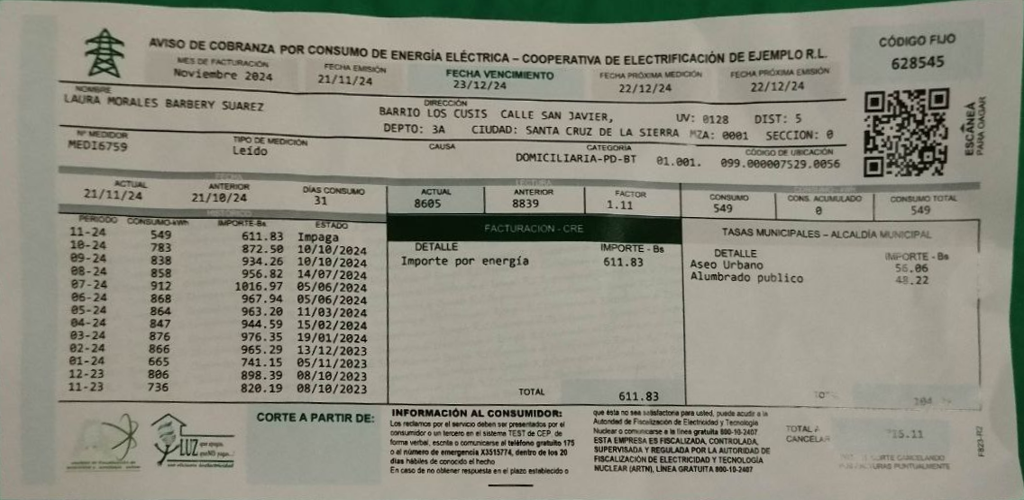 AVISO DE COBRANZA POR CONSUMO DE ENERGÍA ELÉCTRICA – COOPERATIVA DE ELECTRIFICACIÓN DE EJEMPLO R.L.
CÓDIGO FIJO
628545
MES DE FACTURACIÓN FECHA EMISIÓN FECHA VENCIMIENTO FECHA PRÓXIMA MEDICIÓN FECHA PRÓXIMA EMISIÓN
Noviembre 2024 21/11/24 23/12/24 22/12/24 22/12/24
NOMBRE DIRECCIÓN
LAURA MORALES BARBERY SUAREZ BARRIO LOS CUSIS CALLE SAN JAVIER, UV: 0128 DIST: 5
DEPTO: 3A CIUDAD: SANTA CRUZ DE LA SIERRA MZA: 0001 SECCION: 0
ESCANEÁ
PARA PAGAR
Nº MEDIDOR TIPO DE MEDICIÓN CAUSA CATEGORÍA CÓDIGO DE UBICACIÓN
MEDI6759 Leído DOMICILIARIA-PD-BT 01.001. 099.000007529.0056
FECHA LECTURA
ACTUAL ANTERIOR DÍAS CONSUMO ACTUAL ANTERIOR FACTOR CONSUMO CONS. ACUMULADO CONSUMO TOTAL
21/11/24 21/10/24 31 8605 8839 1.11 549 0 549
HISTÓRICO
PERIODO CONSUMO-kWh IMPORTE-Bs ESTADO
11-24 549 611.83 Impaga
10-24 783 872.50 10/10/2024
09-24 838 934.26 10/10/2024
08-24 858 956.82 14/07/2024
07-24 912 1016.97 05/06/2024
06-24 868 967.94 05/06/2024
05-24 864 963.20 11/03/2024
04-24 847 944.59 15/02/2024
03-24 876 976.35 19/01/2024
02-24 866 965.29 13/12/2023
01-24 665 741.15 05/11/2023
12-23 806 898.39 08/10/2023
11-23 736 820.19 08/10/2023
FACTURACION - CRE
DETALLE IMPORTE - Bs
Importe por energía 611.83
TOTAL 611.83
TASAS MUNICIPALES – ALCALDÍA MUNICIPAL
DETALLE IMPORTE - Bs
Aseo Urbano 56.06
Alumbrado publico 48.22
LUZ
CORTE A PARTIR DE:
INFORMACIÓN AL CONSUMIDOR:
Los reclamos por el servicio deben ser presentados por el
consumidor o un tercero en el sistema TEST de CEP, de
forma verbal, escrita o comunicarse al teléfono gratuito 175
o al número de emergencia X3515774, dentro de los 20
días hábiles de conocido el hecho
En caso de no obtener respuesta en el plazo establecido o
que ésta no sea satisfactoria para usted, puede acudir a la
Autoridad de Fiscalización de Electricidad y Tecnología
Nuclear o comunicarse a la línea gratuita 800-10-2407
ESTA EMPRESA ES FISCALIZADA, CONTROLADA,
SUPERVISADA Y REGULADA POR LA AUTORIDAD DE
FISCALIZACIÓN DE ELECTRICIDAD Y TECNOLOGÍA
NUCLEAR (ARTN), LÍNEA GRATUITA 800-10-2407
TOTAL A
CANCELAR
F823-R2